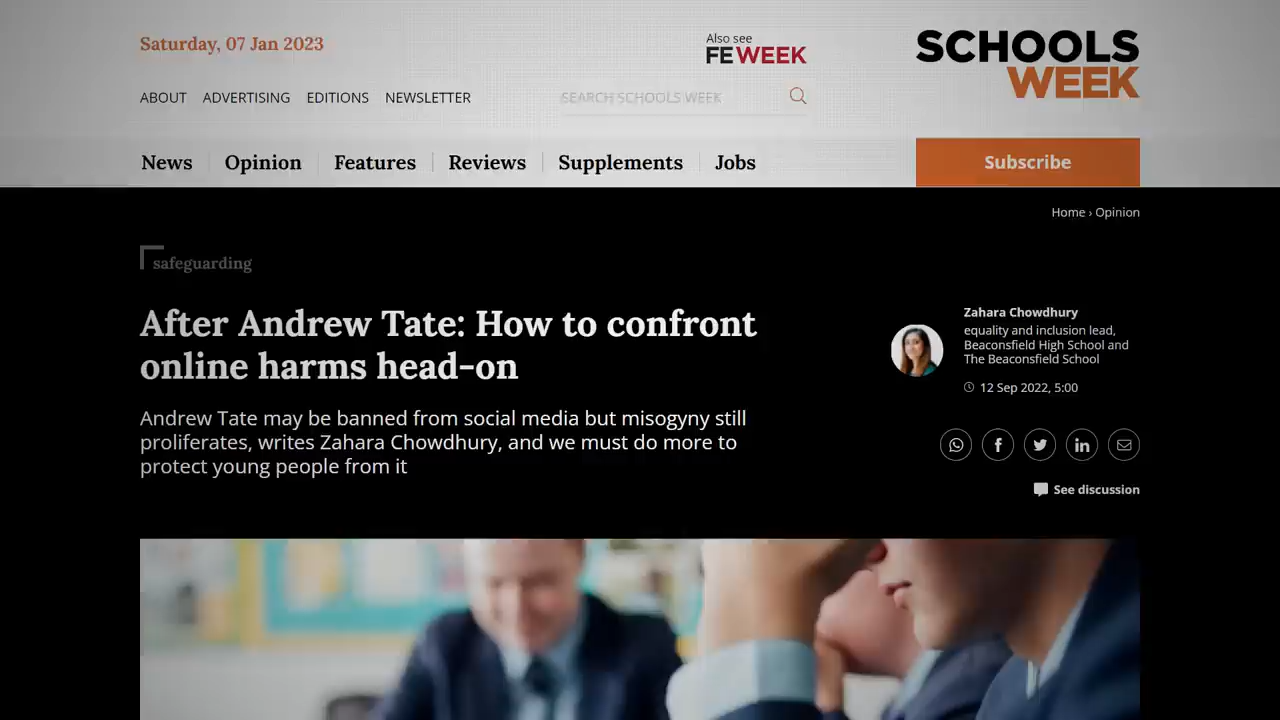 Saturday, 07 Jan 2023
Also see
FE WEEK
SCHOOLS
WEEK
ABOUT ADVERTISING EDITIONS NEWSLETTER
SEARCH SCHOOLS WEEK
News Opinion Features Reviews Supplements Jobs
Subscribe
Home › Opinion
safeguarding
After Andrew Tate: How to confront
online harms head-on
Andrew Tate may be banned from social media but misogyny still
proliferates, writes Zahara Chowdhury, and we must do more to
protect young people from it
Zahara Chowdhury
equality and inclusion lead,
Beaconsfield High School and
The Beaconsfield School
12 Sep 2022, 5:00
See discussion